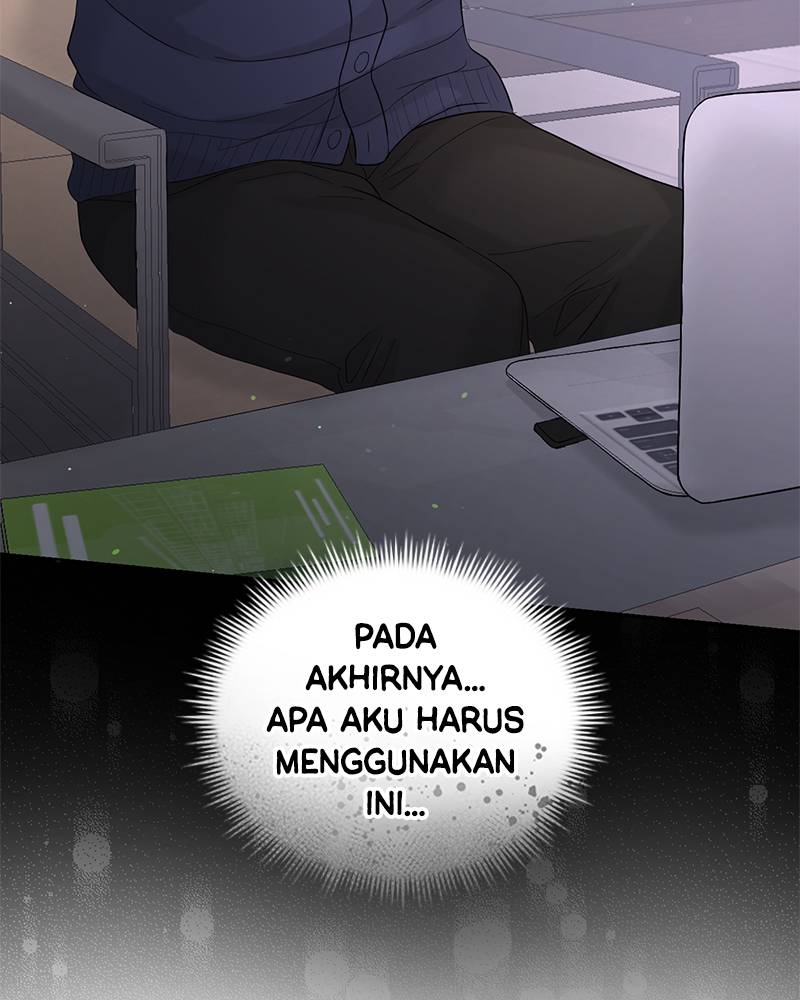 PADA
AKHIRNYA...
APA AKU HARUS
MENGGUNAKAN
INI...